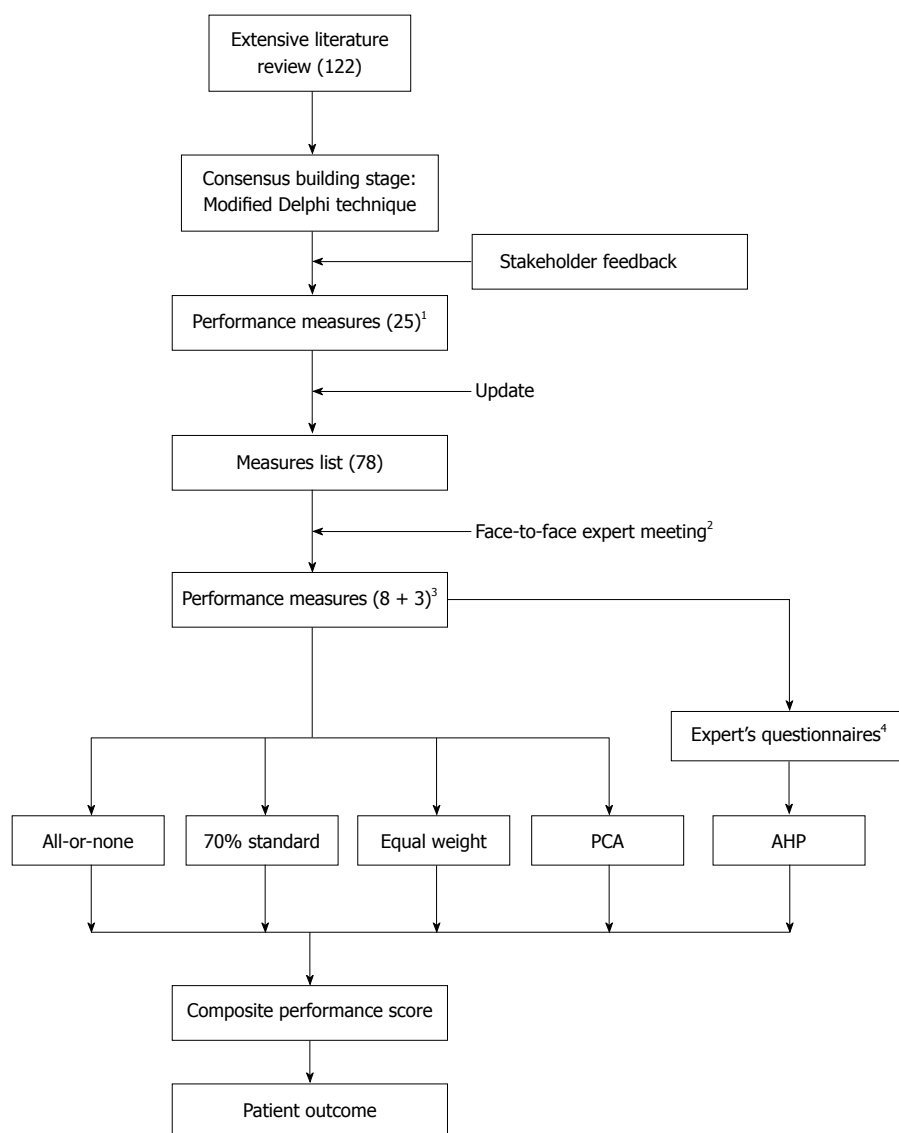 Extensive literature
review (122)
Consensus building stage:
Modified Delphi technique
Stakeholder feedback
Performance measures (25)¹
Update
Measures list (78)
Face-to-face expert meeting²
Performance measures (8 + 3)³
Expert’s questionnaires⁴
All-or-none
70% standard
Equal weight
PCA
AHP
Composite performance score
Patient outcome